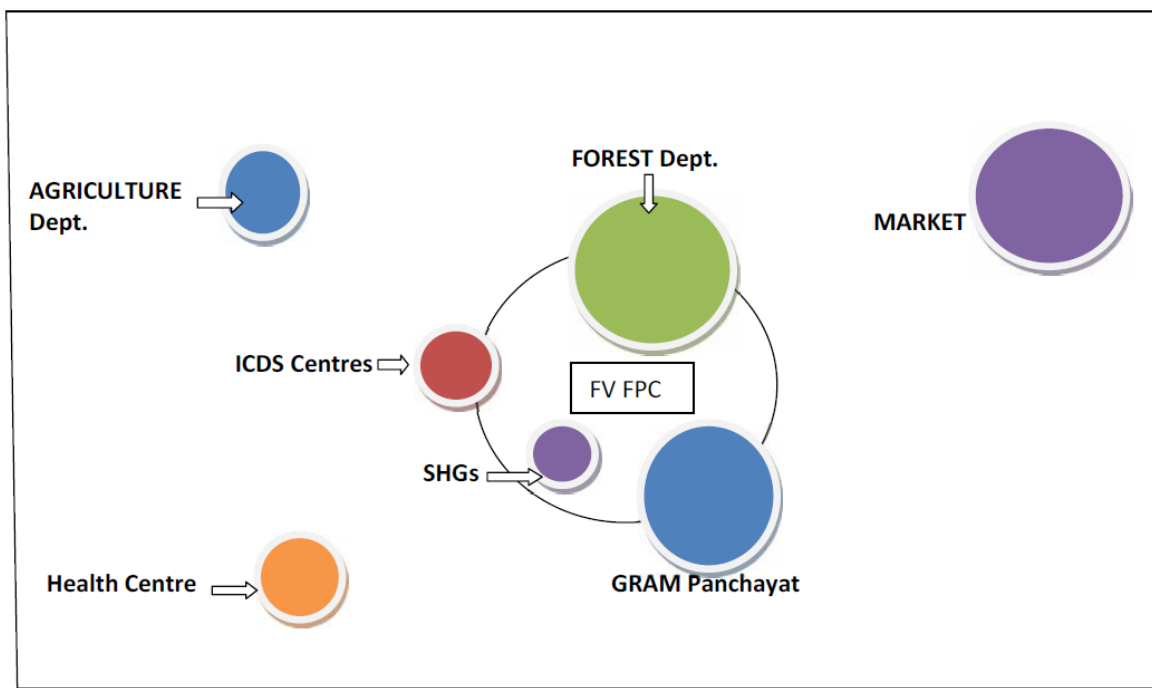 FOREST Dept.
AGRICULTURE
Dept.
MARKET
ICDS Centres
FV FPC
SHGs
Health Centre
GRAM Panchayat